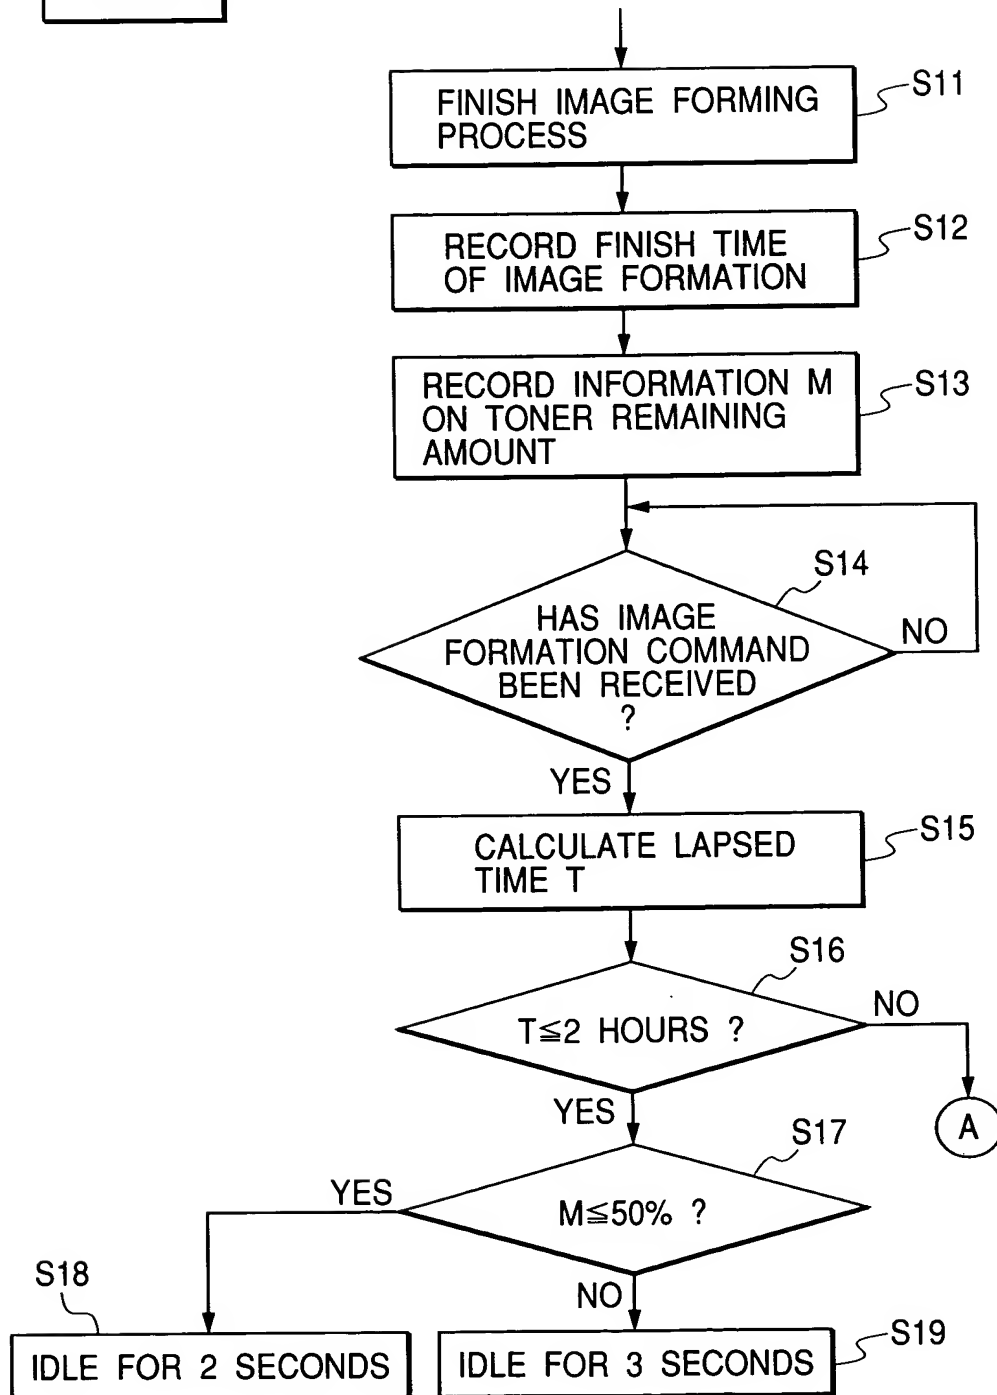 FINISH IMAGE FORMING
PROCESS
S11
RECORD FINISH TIME
OF IMAGE FORMATION
S12
RECORD INFORMATION M
ON TONER REMAINING
AMOUNT
S13
S14
HAS IMAGE
FORMATION COMMAND
BEEN RECEIVED
?
NO
YES
CALCULATE LAPSED
TIME T
S15
S16
T≦2 HOURS ?
NO
YES
A
S17
M≦50% ?
YES
NO
S18
IDLE FOR 2 SECONDS
IDLE FOR 3 SECONDS
S19